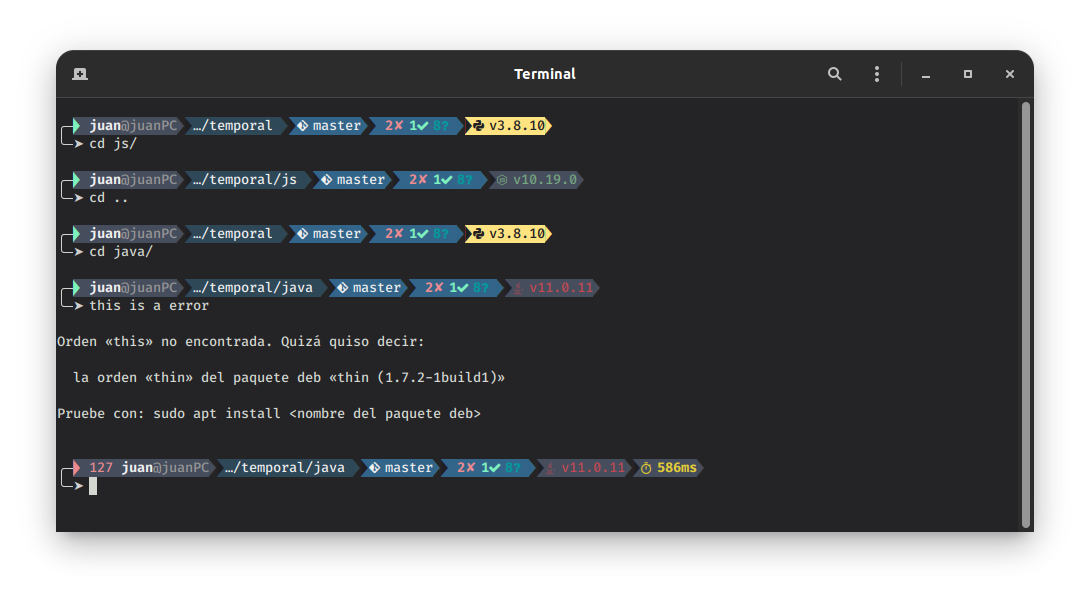 Terminal
juan@juanPC …/temporal master 2✘ 1✔ 8? v3.8.10
➤ cd js/
juan@juanPC …/temporal/js master 2✘ 1✔ 8? v10.19.0
➤ cd ..
juan@juanPC …/temporal master 2✘ 1✔ 8? v3.8.10
➤ cd java/
juan@juanPC …/temporal/java master 2✘ 1✔ 8? v11.0.11
➤ this is a error
Orden «this» no encontrada. Quizá quiso decir:
la orden «thin» del paquete deb «thin (1.7.2-1build1)»
Pruebe con: sudo apt install <nombre del paquete deb>
127 juan@juanPC …/temporal/java master 2✘ 1✔ 8? v11.0.11 586ms
➤